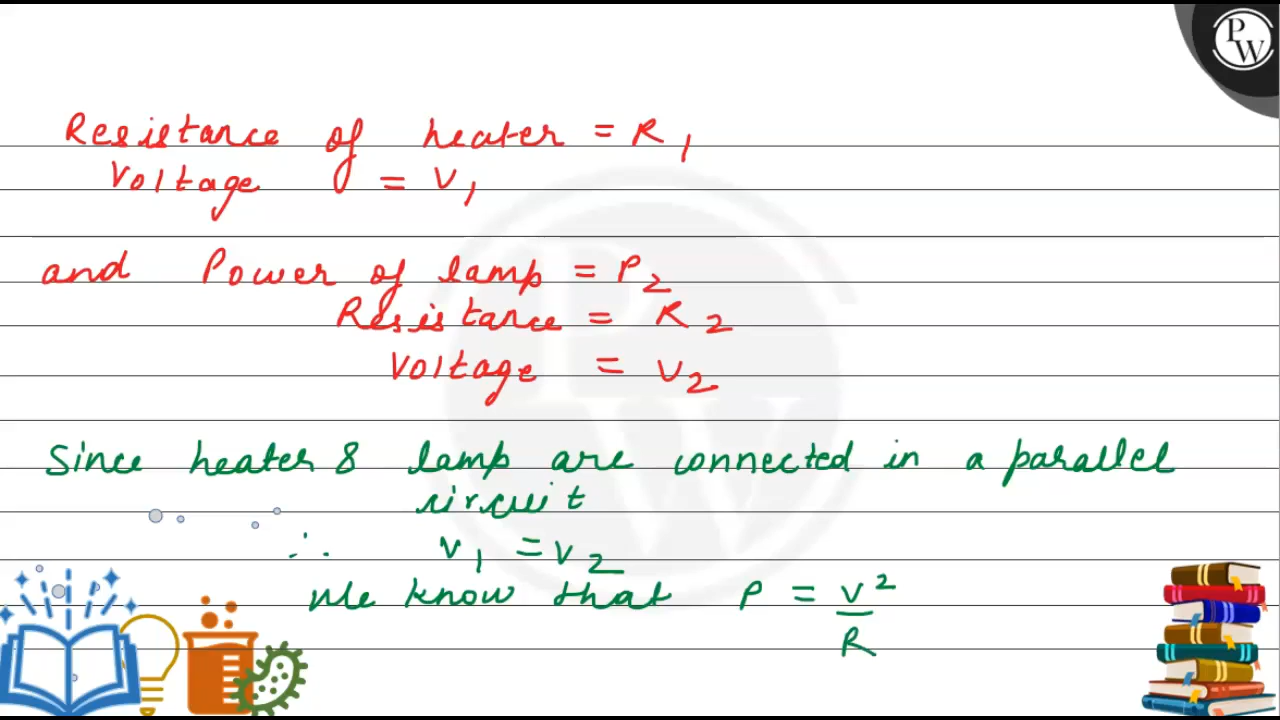 PW
Resistance of heater = R1
Voltage = V1
and Power of lamp = P2
Resistance = R2
Voltage = V2
Since heater & lamp are connected in a parallel
circuit
∴ V1 = V2
We know that P = V²/R